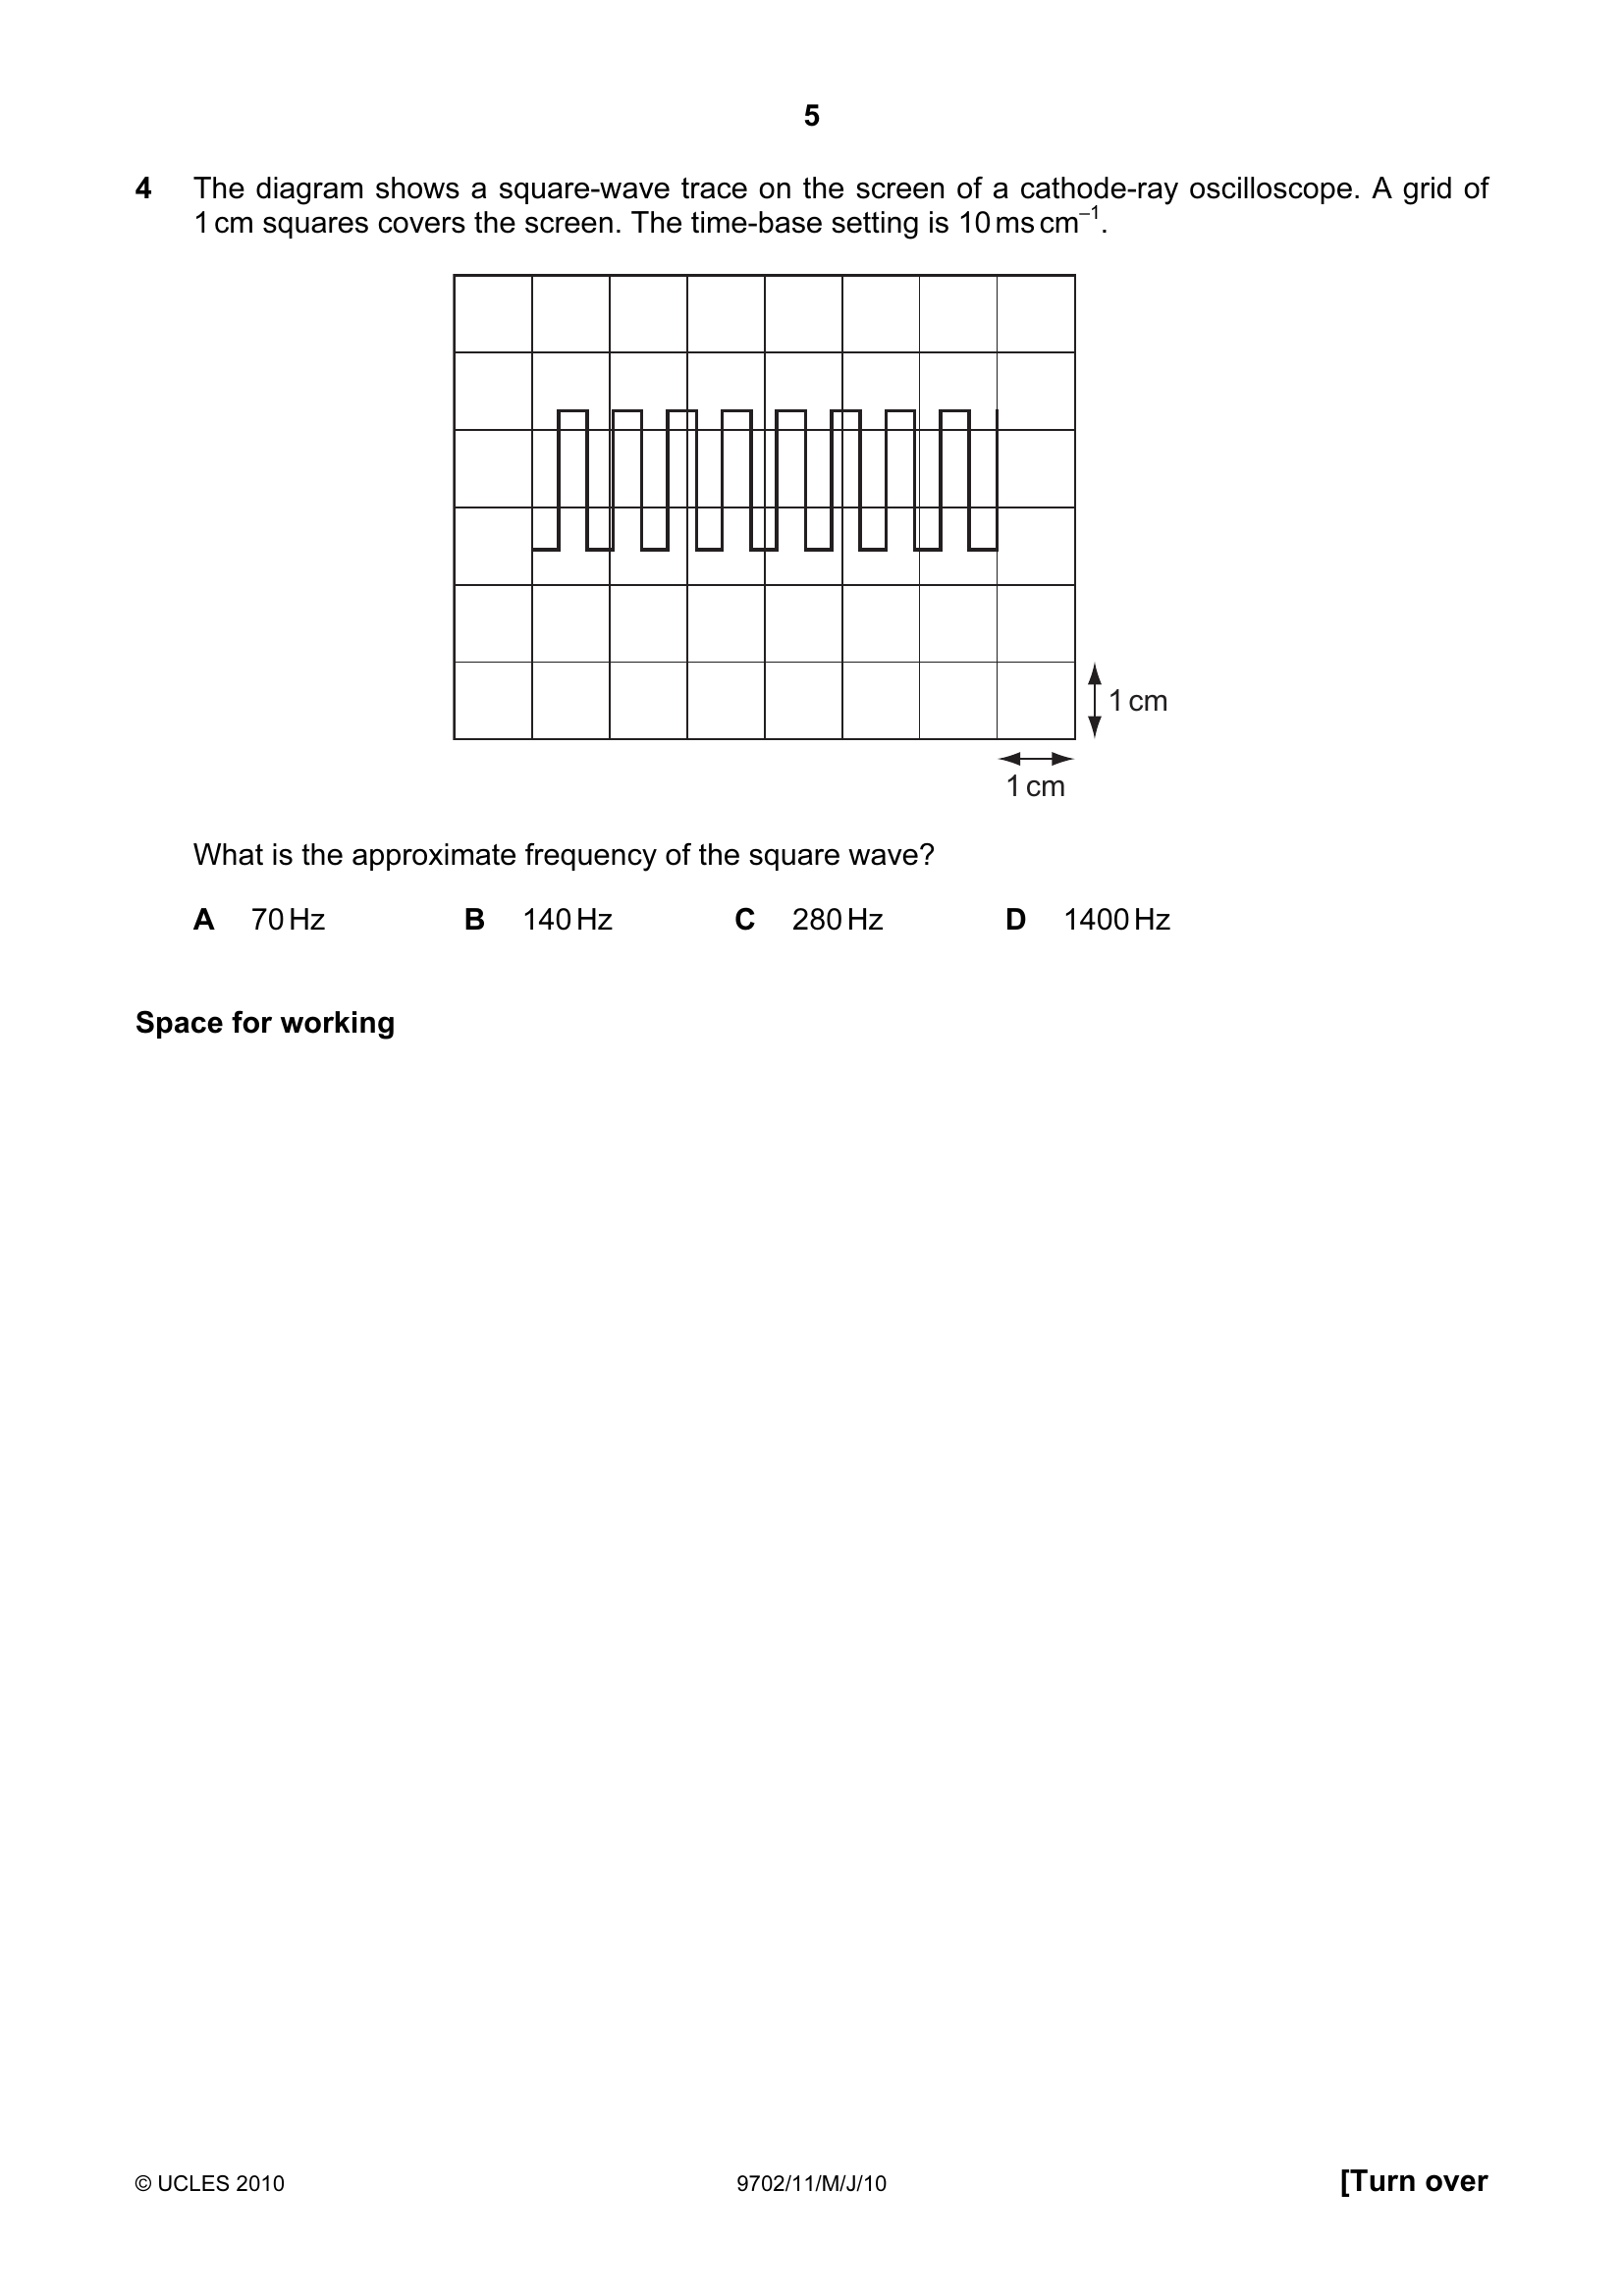 5
4 The diagram shows a square-wave trace on the screen of a cathode-ray oscilloscope. A grid of
1 cm squares covers the screen. The time-base setting is 10 ms cm⁻¹.
1 cm
1 cm
What is the approximate frequency of the square wave?
A 70 Hz B 140 Hz C 280 Hz D 1400 Hz
Space for working
© UCLES 2010 9702/11/M/J/10 [Turn over